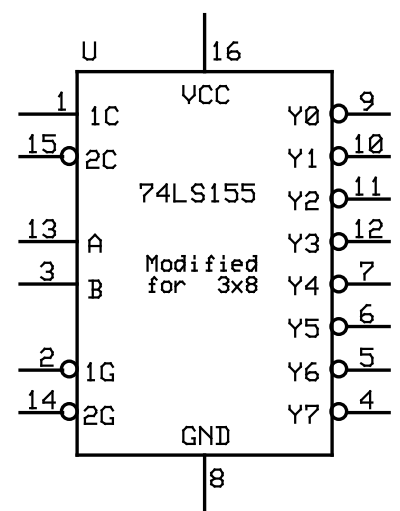 U 16
VCC
1 1C Y0 9
15 2C Y1 10
74LS155 Y2 11
13 A Y3 12
Modified
3 B for 3x8 Y4 7
Y5 6
2 1G Y6 5
14 2G Y7 4
GND
8